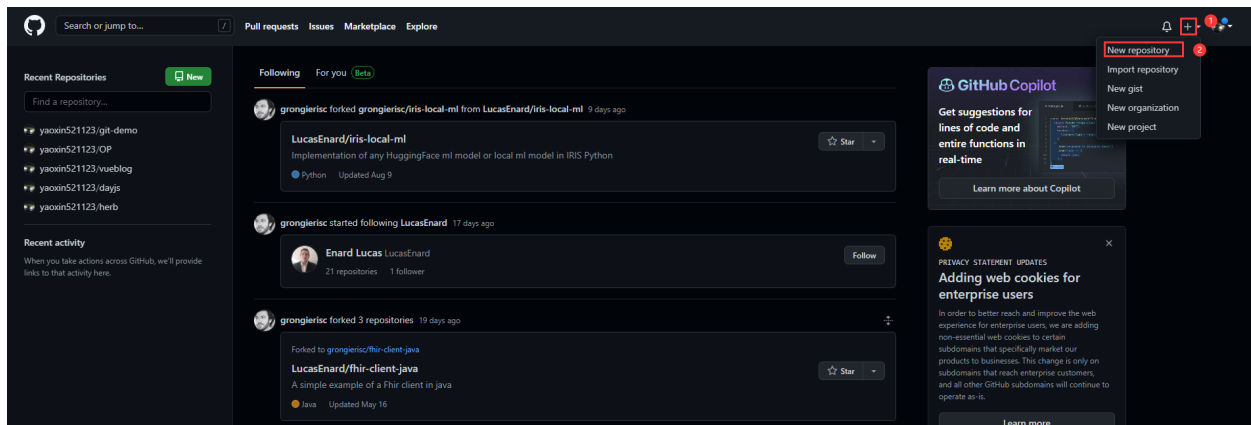 Search or jump to...
/
Pull requests Issues Marketplace Explore
1
New repository
2
Import repository
New gist
New organization
New project
Recent Repositories
New
Find a repository...
yaoxin521123/git-demo
yaoxin521123/OP
yaoxin521123/vueblog
yaoxin521123/dayjs
yaoxin521123/herb
Recent activity
When you take actions across GitHub, we'll provide
links to that activity here.
Following For you Beta
grongierisc forked grongierisc/iris-local-ml from LucasEnard/iris-local-ml 9 days ago
LucasEnard/iris-local-ml
Star
Implementation of any HuggingFace ml model or local ml model in IRIS Python
Python Updated Aug 9
grongierisc started following LucasEnard 17 days ago
Enard Lucas LucasEnard
Follow
21 repositories 1 follower
grongierisc forked 3 repositories 19 days ago
Forked to grongierisc/fhir-client-java
LucasEnard/fhir-client-java
Star
A simple example of a Fhir client in java
Java Updated May 16
GitHub Copilot
Get suggestions for
lines of code and
entire functions in
real-time
Learn more about Copilot
PRIVACY STATEMENT UPDATES
Adding web cookies for
enterprise users
In order to better reach and improve the web
experience for enterprise users, we are adding
non-essential web cookies to certain
subdomains that specifically market our
products to businesses. This change is only on
subdomains that reach enterprise customers,
and all other GitHub subdomains will continue to
operate as-is.
Learn more